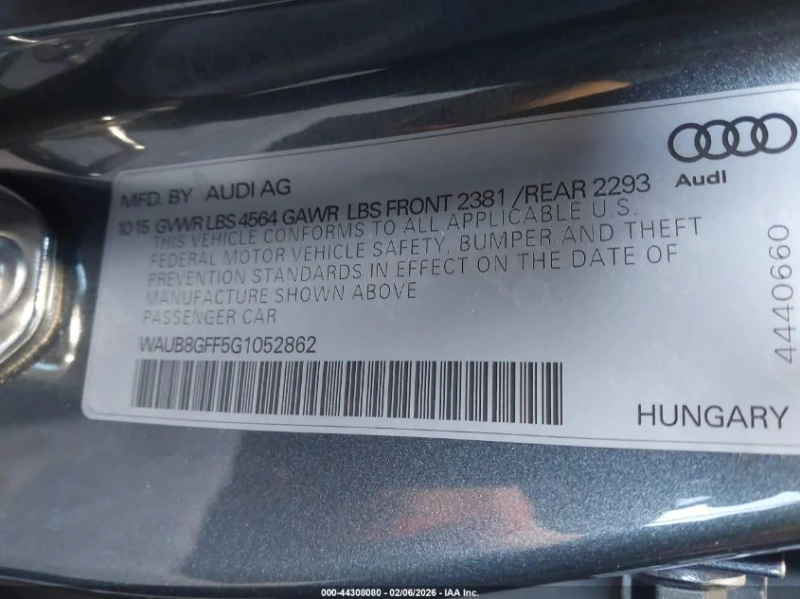 MFD. BY AUDI AG
10 15 GVWR LBS 4564 GAWR LBS FRONT 2381 / REAR 2293
THIS VEHICLE CONFORMS TO ALL APPLICABLE U.S.
FEDERAL MOTOR VEHICLE SAFETY, BUMPER AND THEFT
PREVENTION STANDARDS IN EFFECT ON THE DATE OF
MANUFACTURE SHOWN ABOVE
PASSENGER CAR
WAUB8GFF5G1052862
Audi
4440660
HUNGARY
000-44308080 - 02/06/2026 - IAA Inc.